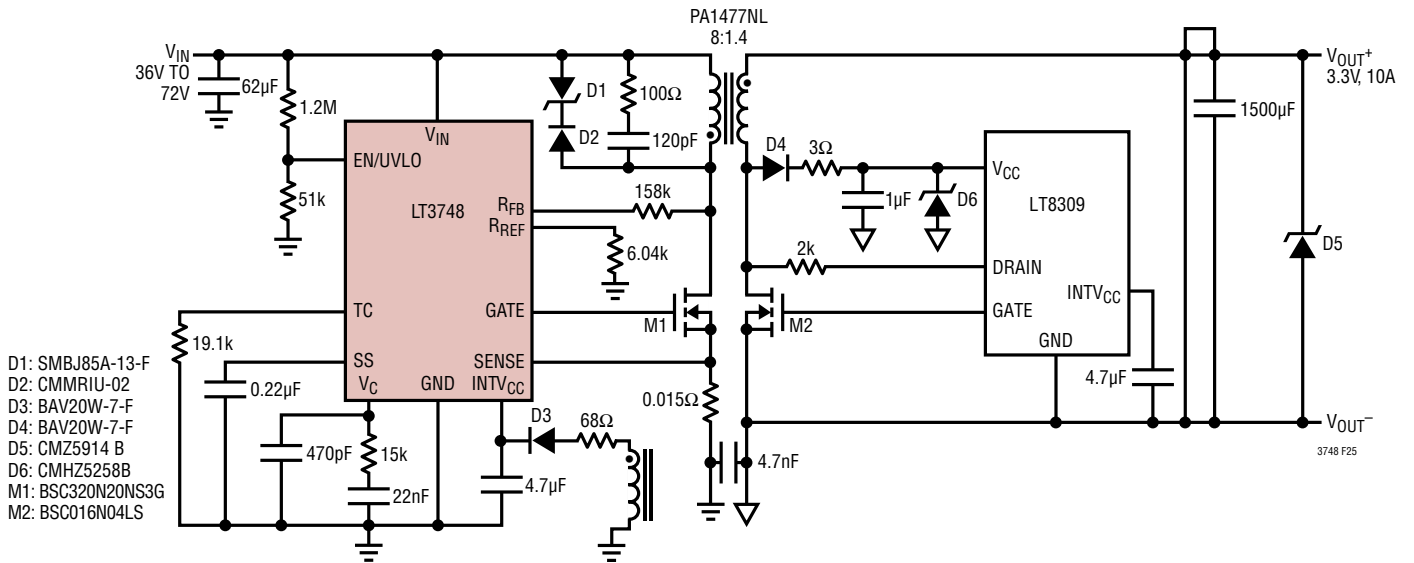 PA1477NL
8:1.4
VIN
36V TO
72V
62µF
1.2M
51k
D1
D2
100Ω
120pF
VIN
EN/UVLO
LT3748
RFB
RREF
TC
GATE
SS
SENSE
VC
GND
INTVCC
158k
6.04k
M1
0.015Ω
19.1k
0.22µF
470pF
15k
22nF
D3
68Ω
4.7µF
4.7nF
D4
3Ω
1µF
D6
2k
M2
VCC
LT8309
DRAIN
INTVCC
GATE
GND
4.7µF
1500µF
D5
VOUT+
3.3V, 10A
VOUT–
3748 F25
D1: SMBJ85A-13-F
D2: CMMRIU-02
D3: BAV20W-7-F
D4: BAV20W-7-F
D5: CMZ5914 B
D6: CMHZ5258B
M1: BSC320N20NS3G
M2: BSC016N04LS